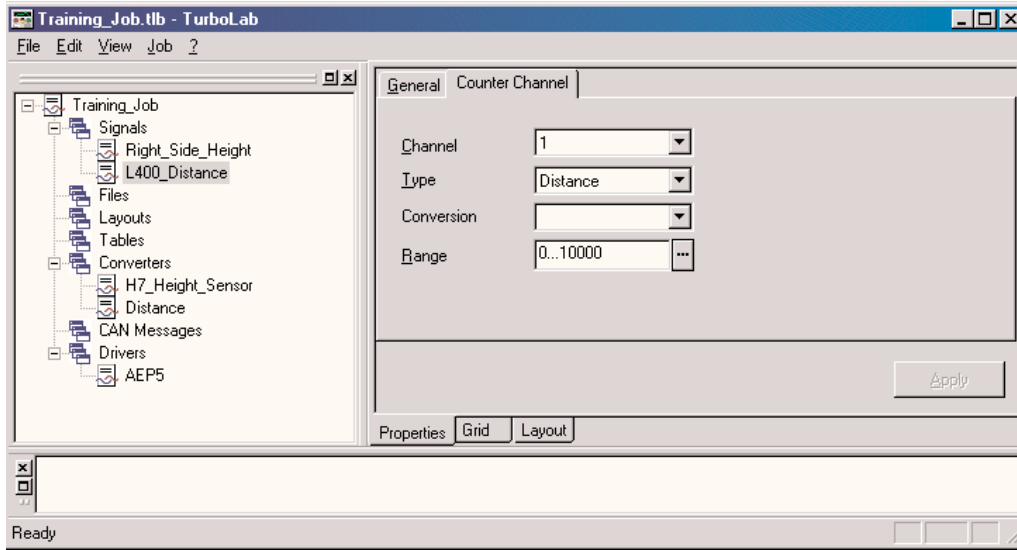 Training_Job.tlb - TurboLab
File Edit View Job ?
Training_Job
Signals
Right_Side_Height
L400_Distance
Files
Layouts
Tables
Converters
H7_Height_Sensor
Distance
CAN Messages
Drivers
AEP5
General Counter Channel
Channel 1
Type Distance
Conversion
Range 0...10000 ...
Apply
Properties Grid Layout
Ready